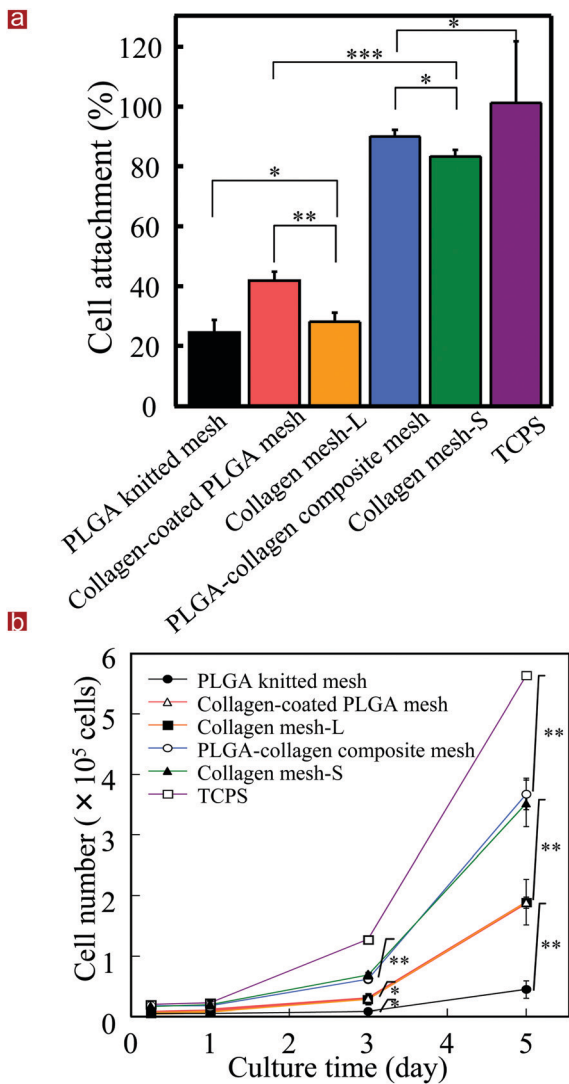 a
Cell attachment (%)
120
100
80
60
40
20
0
*
**
***
*
*
PLGA knitted mesh
Collagen-coated PLGA mesh
Collagen mesh-L
PLGA-collagen composite mesh
Collagen mesh-S
TCPS
b
Cell number ( × 10⁵ cells)
6
5
4
3
2
1
0
PLGA knitted mesh
Collagen-coated PLGA mesh
Collagen mesh-L
PLGA-collagen composite mesh
Collagen mesh-S
TCPS
**
**
**
**
*
*
0 1 2 3 4 5
Culture time (day)